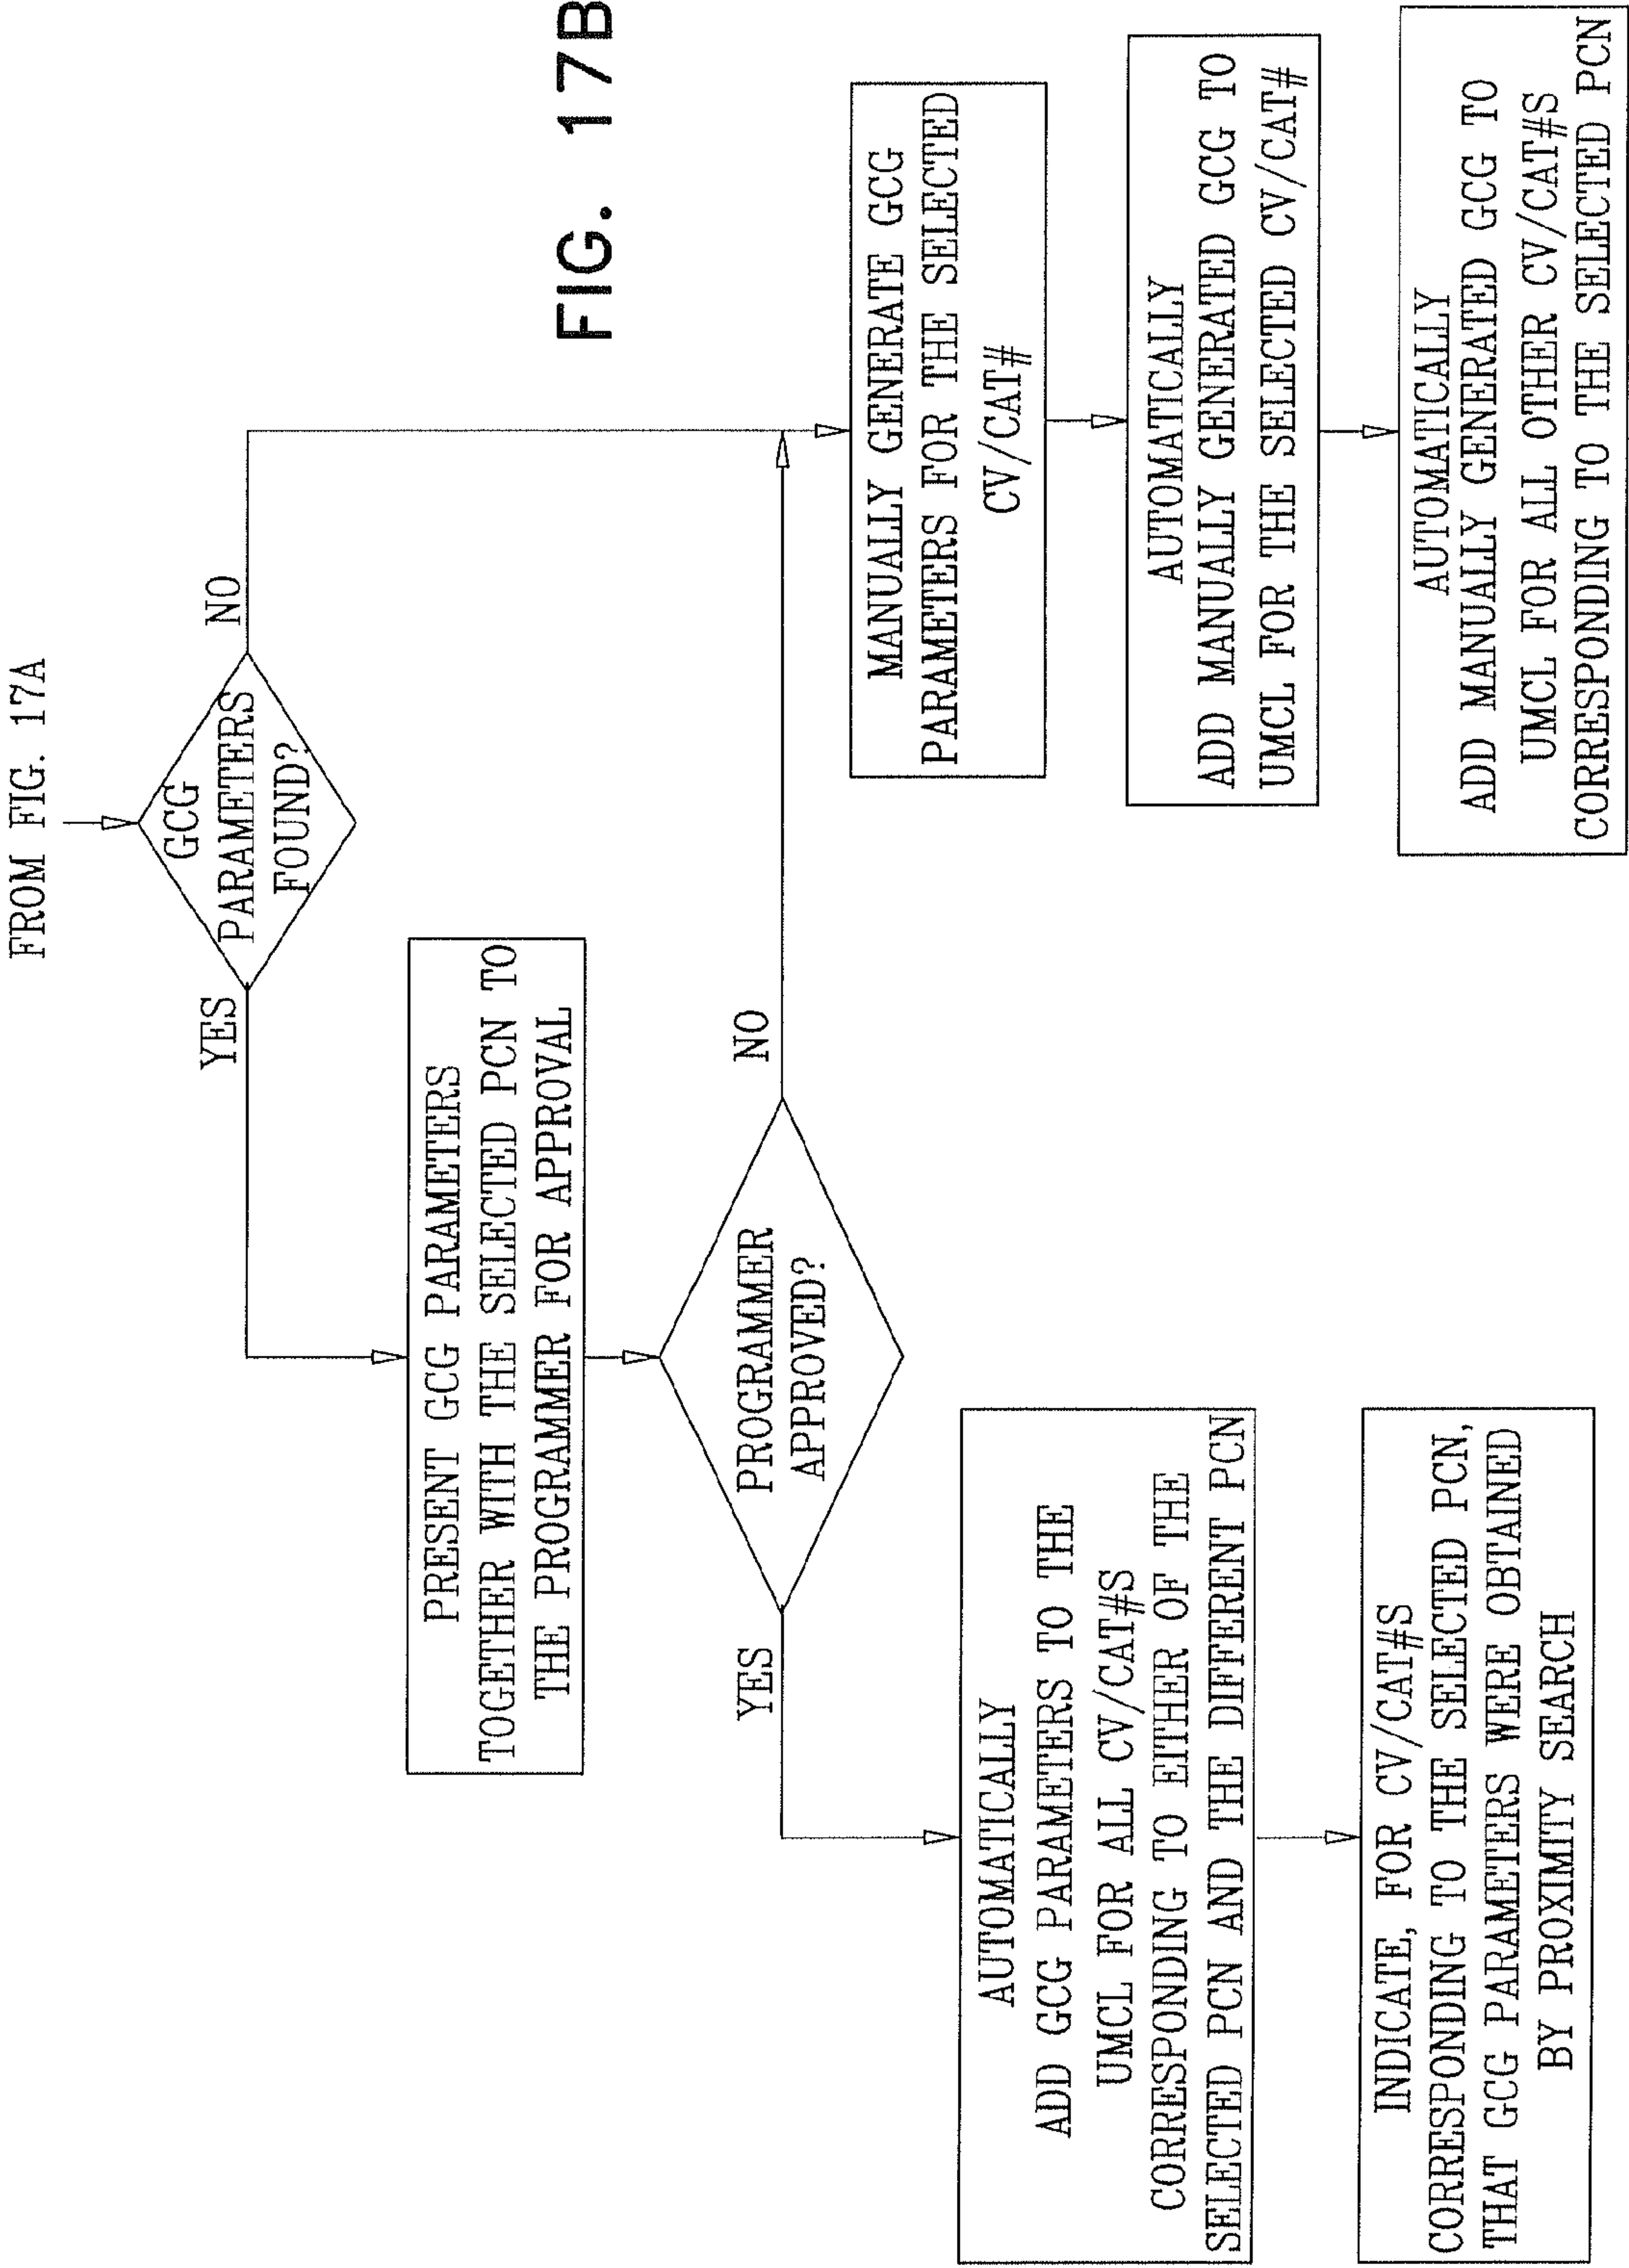 FROM FIG. 17A
GCG
PARAMETERS
FOUND?
YES
NO
PRESENT GCG PARAMETERS
TOGETHER WITH THE SELECTED PCN TO
THE PROGRAMMER FOR APPROVAL
PROGRAMMER
APPROVED?
YES
NO
AUTOMATICALLY
ADD GCG PARAMETERS TO THE
UMCL FOR ALL CV/CAT#S
CORRESPONDING TO EITHER OF THE
SELECTED PCN AND THE DIFFERENT PCN
INDICATE, FOR CV/CAT#S
CORRESPONDING TO THE SELECTED PCN,
THAT GCG PARAMETERS WERE OBTAINED
BY PROXIMITY SEARCH
MANUALLY GENERATE GCG
PARAMETERS FOR THE SELECTED
CV/CAT#
AUTOMATICALLY
ADD MANUALLY GENERATED GCG TO
UMCL FOR THE SELECTED CV/CAT#
AUTOMATICALLY
ADD MANUALLY GENERATED GCG TO
UMCL FOR ALL OTHER CV/CAT#S
CORRESPONDING TO THE SELECTED PCN
FIG. 17B